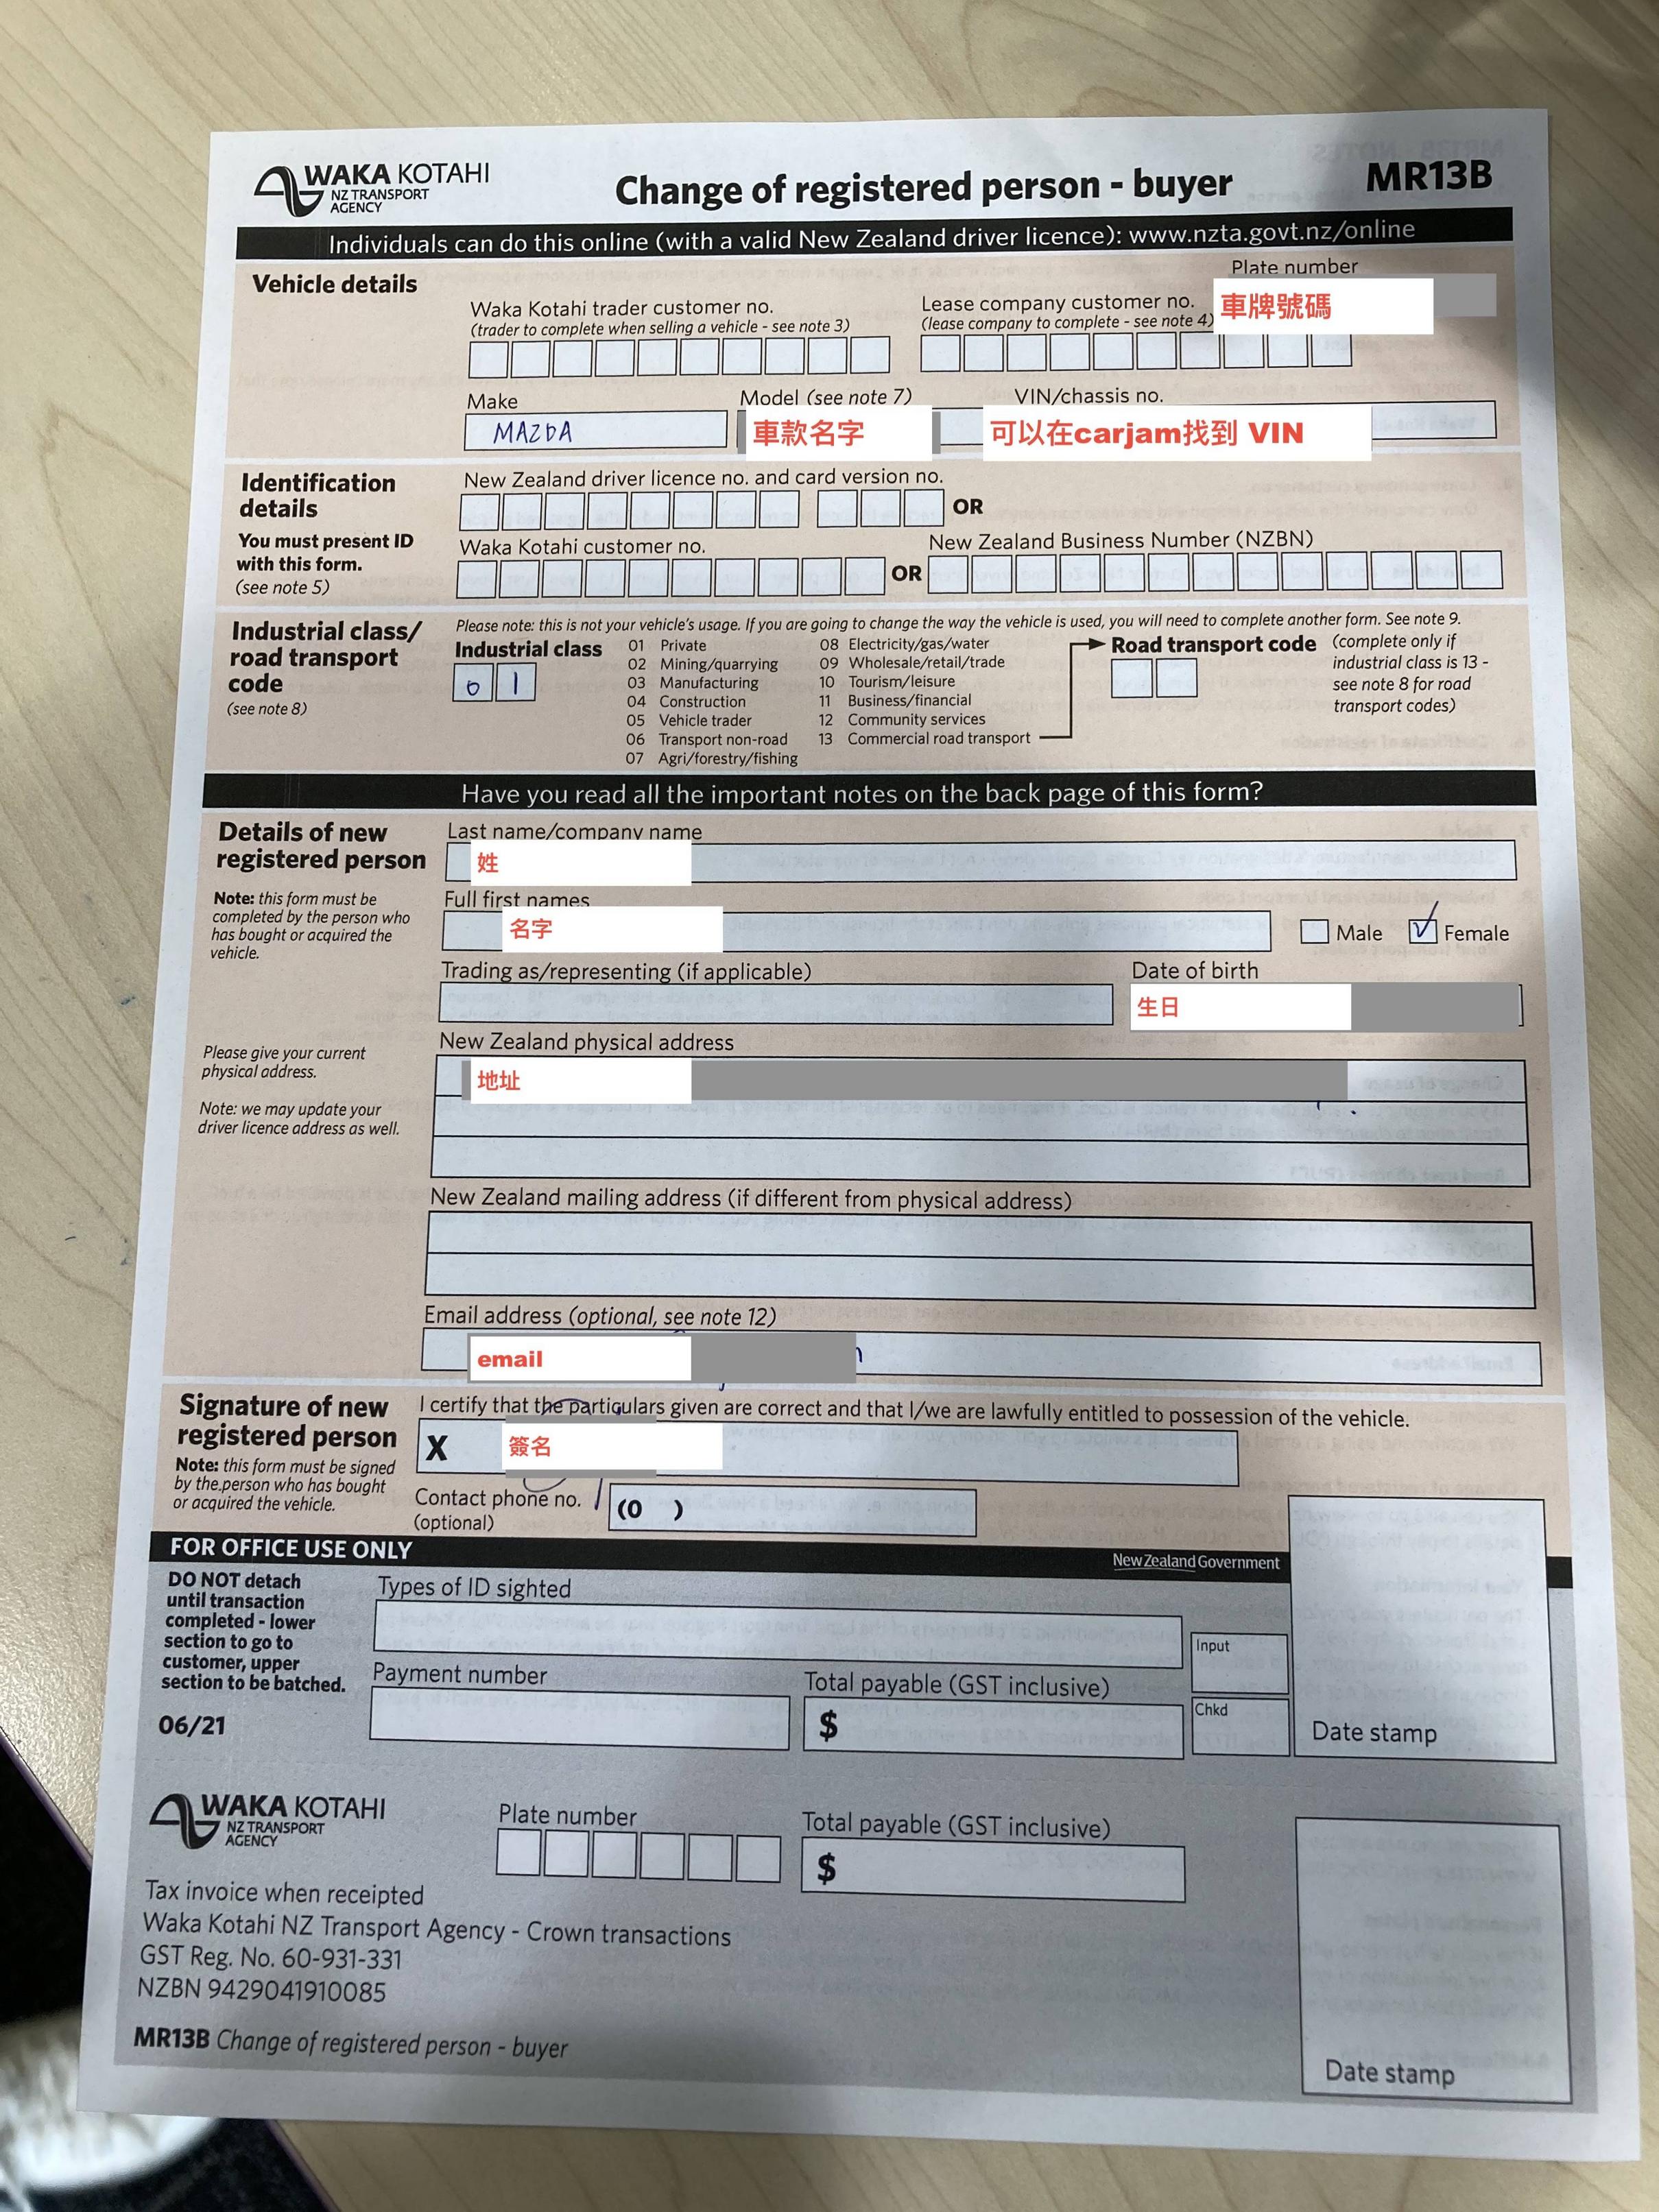 WAKA KOTAHI
NZ TRANSPORT
AGENCY
Change of registered person - buyer
MR13B
Individuals can do this online (with a valid New Zealand driver licence): www.nzta.govt.nz/online
Vehicle details
Waka Kotahi trader customer no.
(trader to complete when selling a vehicle - see note 3)
Lease company customer no.
(lease company to complete - see note 4)
Plate number
車牌號碼
Make
MAZDA
Model (see note 7)
車款名字
VIN/chassis no.
可以在carjam找到 VIN
Identification
details
You must present ID
with this form.
(see note 5)
New Zealand driver licence no. and card version no.
OR
Waka Kotahi customer no.
OR
New Zealand Business Number (NZBN)
Industrial class/
road transport
code
(see note 8)
Please note: this is not your vehicle's usage. If you are going to change the way the vehicle is used, you will need to complete another form. See note 9.
Industrial class
0 1
01 Private
02 Mining/quarrying
03 Manufacturing
04 Construction
05 Vehicle trader
06 Transport non-road
07 Agri/forestry/fishing
08 Electricity/gas/water
09 Wholesale/retail/trade
10 Tourism/leisure
11 Business/financial
12 Community services
13 Commercial road transport
Road transport code
(complete only if
industrial class is 13 -
see note 8 for road
transport codes)
Have you read all the important notes on the back page of this form?
Details of new
registered person
Note: this form must be
completed by the person who
has bought or acquired the
vehicle.
Last name/company name
姓
Full first names
名字
Male
Female
Trading as/representing (if applicable)
Date of birth
生日
Please give your current
physical address.
Note: we may update your
driver licence address as well.
New Zealand physical address
地址
New Zealand mailing address (if different from physical address)
Email address (optional, see note 12)
email
Signature of new
registered person
Note: this form must be signed
by the person who has bought
or acquired the vehicle.
I certify that the particulars given are correct and that I/we are lawfully entitled to possession of the vehicle.
X
簽名
Contact phone no.
(optional)
(0 )
FOR OFFICE USE ONLY
New Zealand Government
DO NOT detach
until transaction
completed - lower
section to go to
customer, upper
section to be batched.
06/21
Types of ID sighted
Payment number
Total payable (GST inclusive)
$
Input
Chkd
Date stamp
WAKA KOTAHI
NZ TRANSPORT
AGENCY
Plate number
Total payable (GST inclusive)
$
Tax invoice when receipted
Waka Kotahi NZ Transport Agency - Crown transactions
GST Reg. No. 60-931-331
NZBN 9429041910085
MR13B Change of registered person - buyer
Date stamp